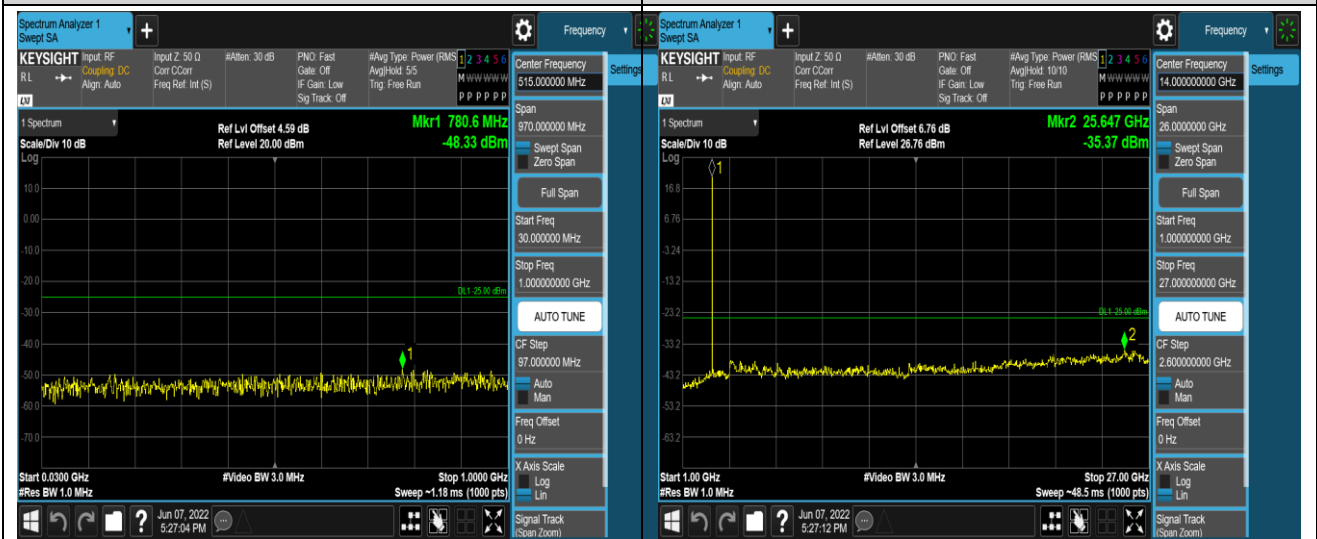 Spectrum Analyzer 1
Swept SA
Frequency
KEYSIGHT
Input: RF
Coupling: DC
Align: Auto
Input Z: 50 Ω
Corr CCorr
Freq Ref: Int (S)
#Atten: 30 dB
PNO: Fast
Gate: Off
IF Gain: Low
Sig Track: Off
#Avg Type: Power (RMS
Avg|Hold: 5/5
Trig: Free Run
1 2 3 4 5 6
M W W W W W
P P P P P P
R L
LXI
Center Frequency
515.000000 MHz
Settings
Span
970.000000 MHz
Swept Span
Zero Span
Full Span
Start Freq
30.000000 MHz
Stop Freq
1.000000000 GHz
AUTO TUNE
CF Step
97.000000 MHz
Auto
Man
Freq Offset
0 Hz
X Axis Scale
Log
Lin
Signal Track
(Span Zoom)
1 Spectrum
Scale/Div 10 dB
Log
Ref Lvl Offset 4.59 dB
Ref Level 20.00 dBm
Mkr1 780.6 MHz
-48.33 dBm
10.0
0.00
-10.0
-20.0
DL1 -25.00 dBm
-30.0
-40.0
1
-50.0
-60.0
-70.0
Start 0.0300 GHz
#Res BW 1.0 MHz
#Video BW 3.0 MHz
Stop 1.0000 GHz
Sweep ~1.18 ms (1000 pts)
?
Jun 07, 2022
5:27:04 PM
Spectrum Analyzer 1
Swept SA
Frequency
KEYSIGHT
Input: RF
Coupling: DC
Align: Auto
Input Z: 50 Ω
Corr CCorr
Freq Ref: Int (S)
#Atten: 30 dB
PNO: Fast
Gate: Off
IF Gain: Low
Sig Track: Off
#Avg Type: Power (RMS
Avg|Hold: 10/10
Trig: Free Run
1 2 3 4 5 6
M W W W W W
P P P P P P
R L
LXI
Center Frequency
14.000000000 GHz
Settings
Span
26.0000000 GHz
Swept Span
Zero Span
Full Span
Start Freq
1.000000000 GHz
Stop Freq
27.000000000 GHz
AUTO TUNE
CF Step
2.600000000 GHz
Auto
Man
Freq Offset
0 Hz
X Axis Scale
Log
Lin
Signal Track
(Span Zoom)
1 Spectrum
Scale/Div 10 dB
Log
Ref Lvl Offset 6.76 dB
Ref Level 26.76 dBm
Mkr2 25.647 GHz
-35.37 dBm
1
16.8
6.76
-3.24
-13.2
-23.2
DL1 -25.00 dBm
2
-33.2
-43.2
-53.2
-63.2
Start 1.00 GHz
#Res BW 1.0 MHz
#Video BW 3.0 MHz
Stop 27.00 GHz
Sweep ~48.5 ms (1000 pts)
?
Jun 07, 2022
5:27:12 PM